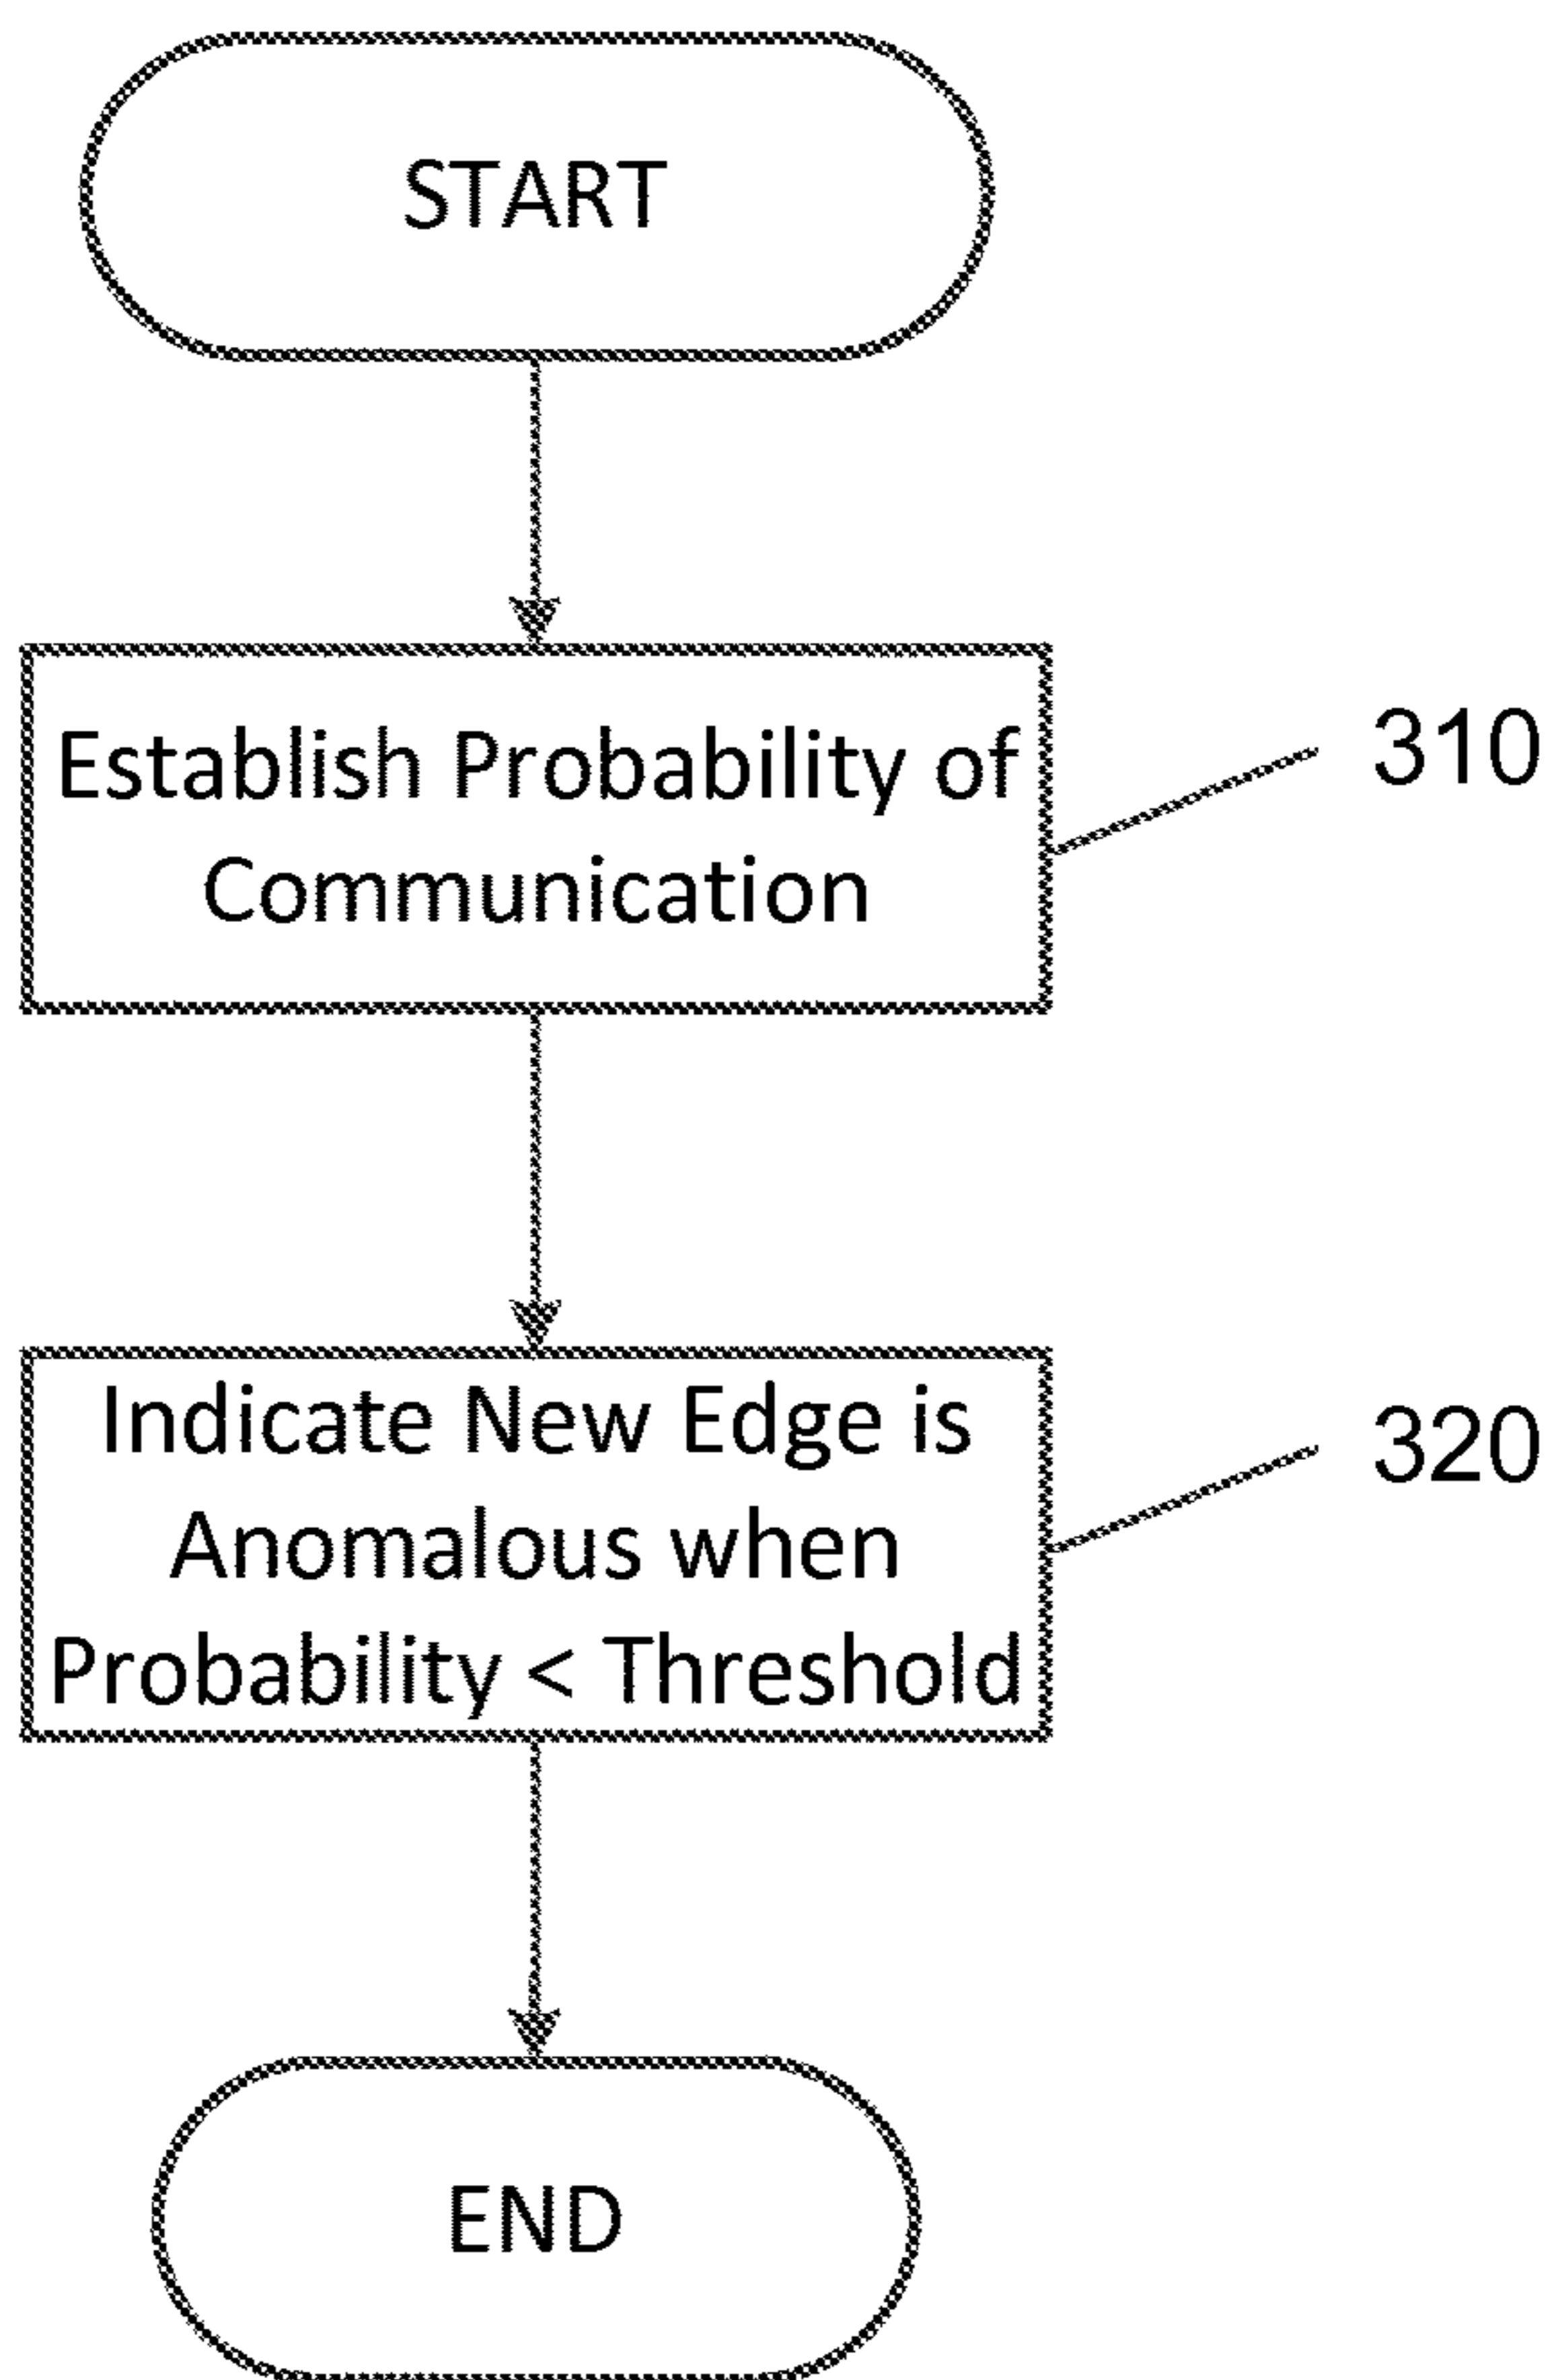 START
Establish Probability of
Communication
310
Indicate New Edge is
Anomalous when
Probability < Threshold
320
END